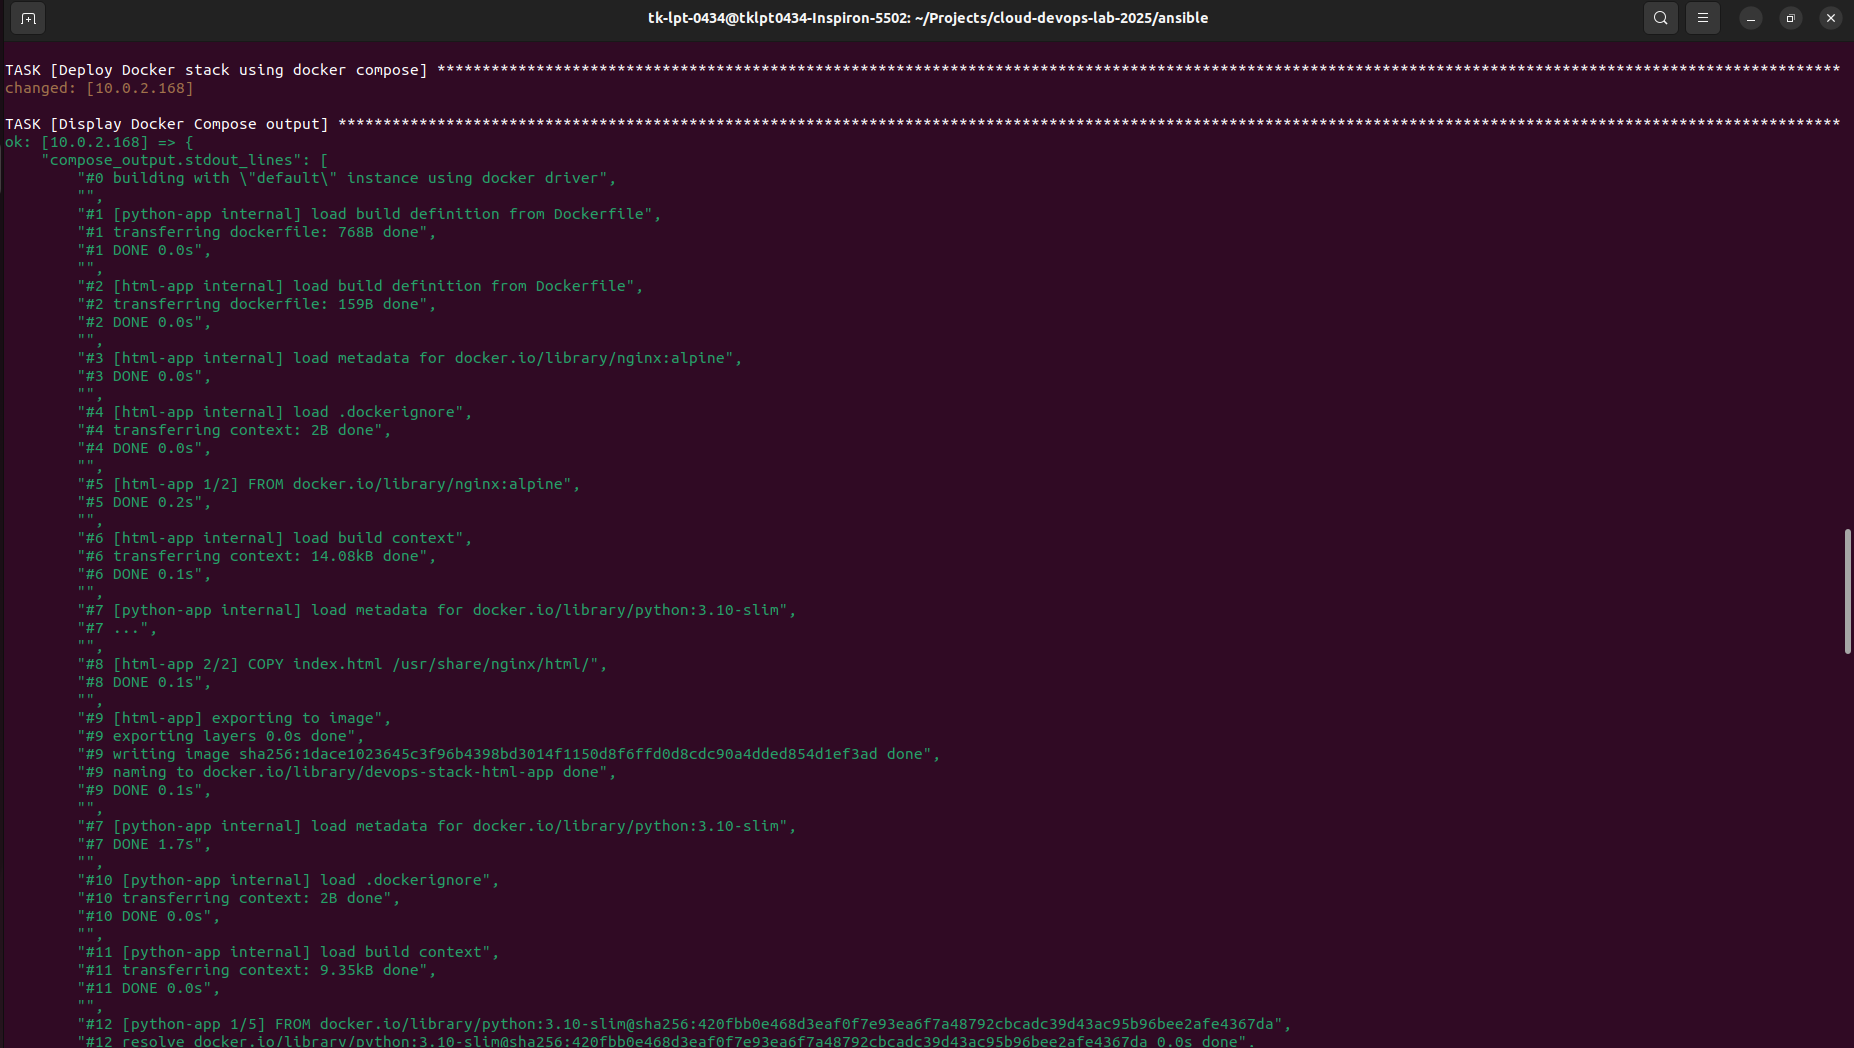 tk-lpt-0434@tklpt0434-Inspiron-5502: ~/Projects/cloud-devops-lab-2025/ansible
TASK [Deploy Docker stack using docker compose] ************************************************************************************************************************************************************
changed: [10.0.2.168]
TASK [Display Docker Compose output] ***********************************************************************************************************************************************************************
ok: [10.0.2.168] => {
    "compose_output.stdout_lines": [
        "#0 building with \"default\" instance using docker driver",
        "",
        "#1 [python-app internal] load build definition from Dockerfile",
        "#1 transferring dockerfile: 768B done",
        "#1 DONE 0.0s",
        "",
        "#2 [html-app internal] load build definition from Dockerfile",
        "#2 transferring dockerfile: 159B done",
        "#2 DONE 0.0s",
        "",
        "#3 [html-app internal] load metadata for docker.io/library/nginx:alpine",
        "#3 DONE 0.0s",
        "",
        "#4 [html-app internal] load .dockerignore",
        "#4 transferring context: 2B done",
        "#4 DONE 0.0s",
        "",
        "#5 [html-app 1/2] FROM docker.io/library/nginx:alpine",
        "#5 DONE 0.2s",
        "",
        "#6 [html-app internal] load build context",
        "#6 transferring context: 14.08kB done",
        "#6 DONE 0.1s",
        "",
        "#7 [python-app internal] load metadata for docker.io/library/python:3.10-slim",
        "#7 ...",
        "",
        "#8 [html-app 2/2] COPY index.html /usr/share/nginx/html/",
        "#8 DONE 0.1s",
        "",
        "#9 [html-app] exporting to image",
        "#9 exporting layers 0.0s done",
        "#9 writing image sha256:1dace1023645c3f96b4398bd3014f1150d8f6ffd0d8cdc90a4dded854d1ef3ad done",
        "#9 naming to docker.io/library/devops-stack-html-app done",
        "#9 DONE 0.1s",
        "",
        "#7 [python-app internal] load metadata for docker.io/library/python:3.10-slim",
        "#7 DONE 1.7s",
        "",
        "#10 [python-app internal] load .dockerignore",
        "#10 transferring context: 2B done",
        "#10 DONE 0.0s",
        "",
        "#11 [python-app internal] load build context",
        "#11 transferring context: 9.35kB done",
        "#11 DONE 0.0s",
        "",
        "#12 [python-app 1/5] FROM docker.io/library/python:3.10-slim@sha256:420fbb0e468d3eaf0f7e93ea6f7a48792cbcadc39d43ac95b96bee2afe4367da",
        "#12 resolve docker.io/library/python:3.10-slim@sha256:420fbb0e468d3eaf0f7e93ea6f7a48792cbcadc39d43ac95b96bee2afe4367da 0.0s done",